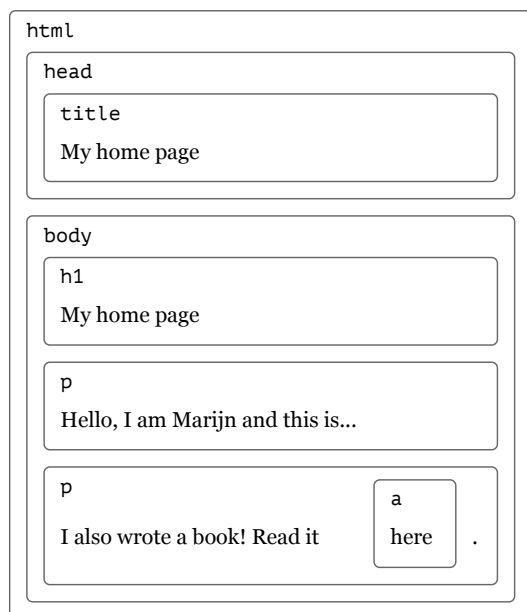 html
head
title
My home page
body
h1
My home page
p
Hello, I am Marijn and this is...
p
I also wrote a book! Read it
a
here
.